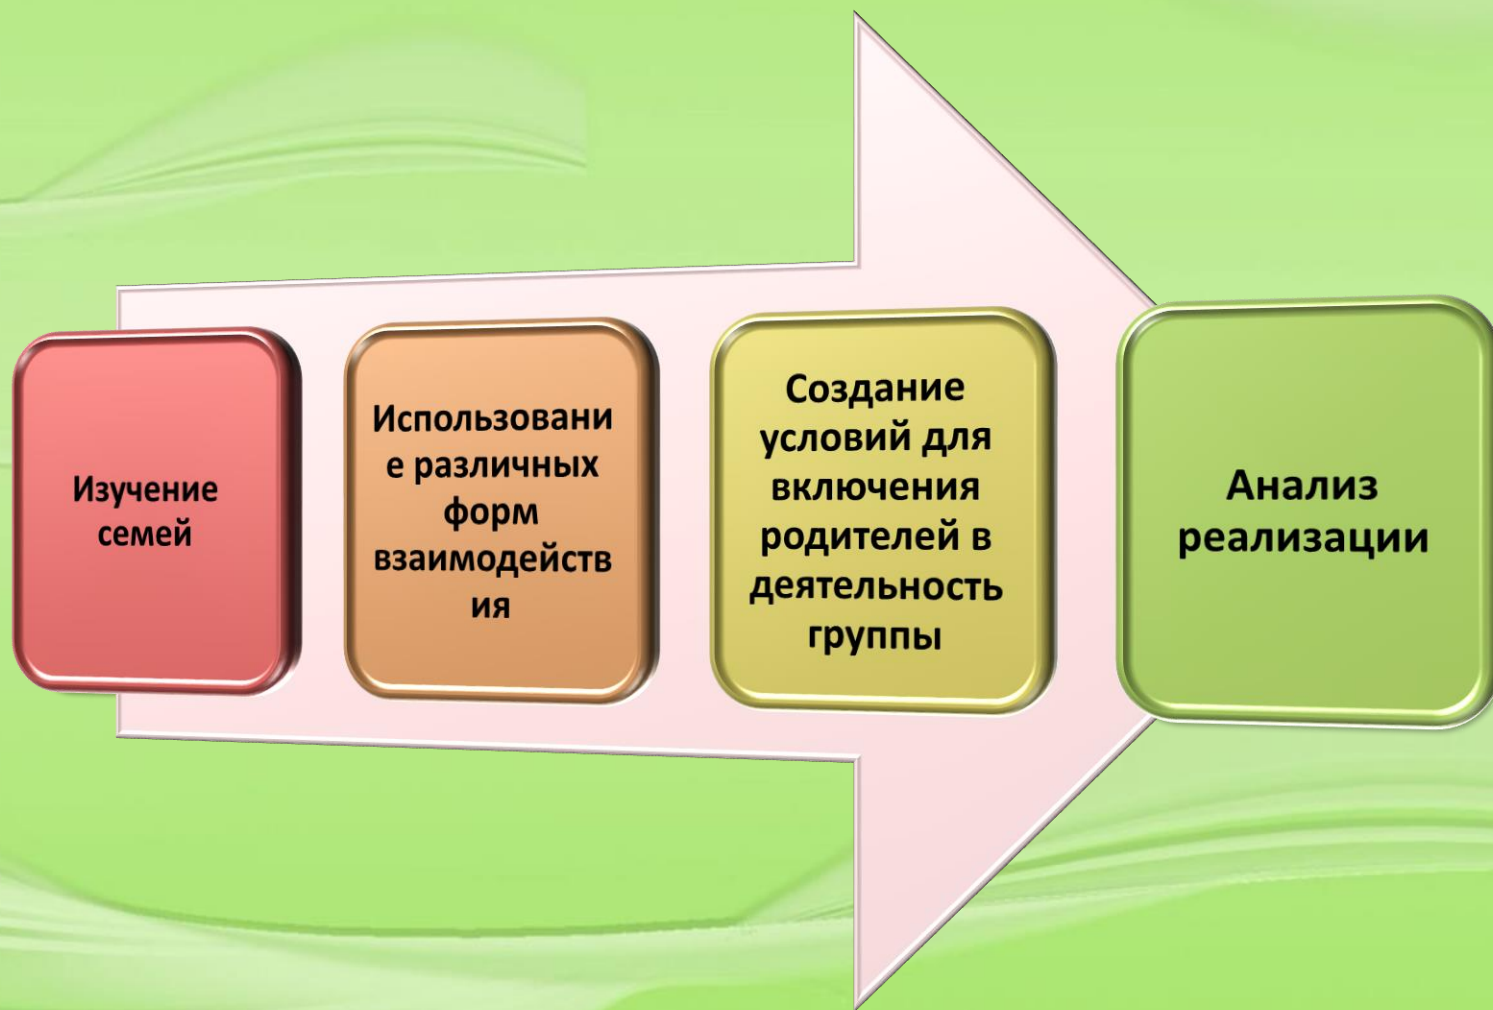 Изучение
семей
Использовани
е различных
форм
взаимодейств
ия
Создание
условий для
включения
родителей в
деятельность
группы
Анализ
реализации